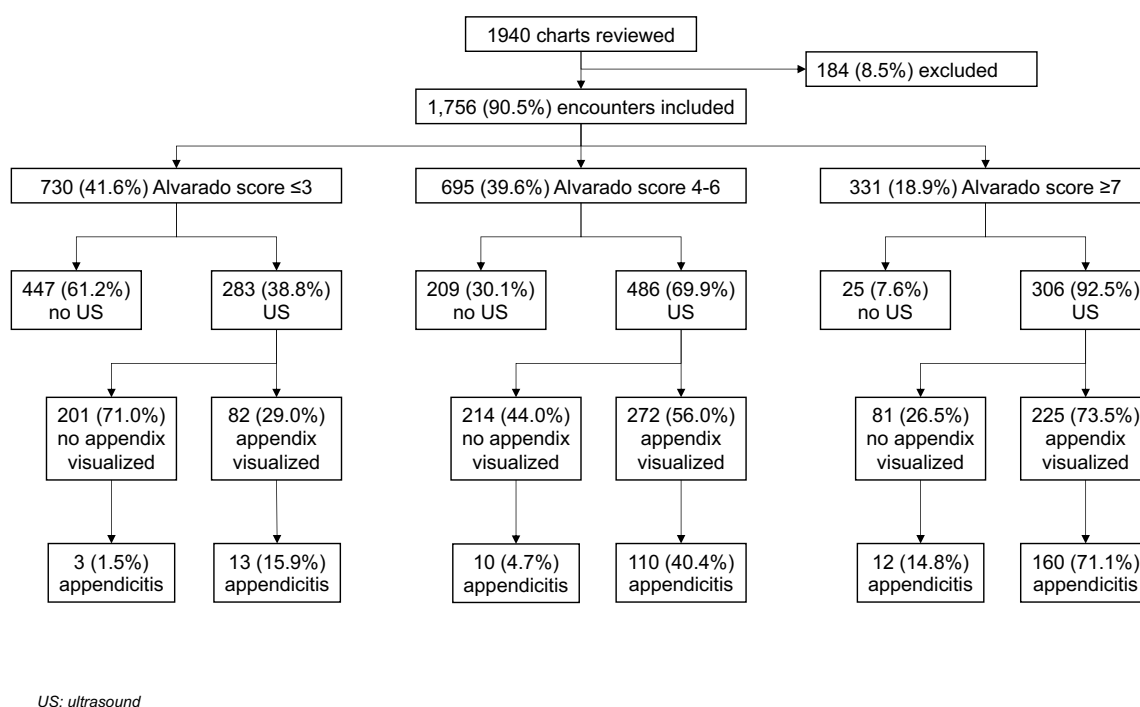 1940 charts reviewed
184 (8.5%) excluded
1,756 (90.5%) encounters included
730 (41.6%) Alvarado score ≤3
695 (39.6%) Alvarado score 4-6
331 (18.9%) Alvarado score ≥7
447 (61.2%)
no US
283 (38.8%)
US
209 (30.1%)
no US
486 (69.9%)
US
25 (7.6%)
no US
306 (92.5%)
US
201 (71.0%)
no appendix
visualized
82 (29.0%)
appendix
visualized
214 (44.0%)
no appendix
visualized
272 (56.0%)
appendix
visualized
81 (26.5%)
no appendix
visualized
225 (73.5%)
appendix
visualized
3 (1.5%)
appendicitis
13 (15.9%)
appendicitis
10 (4.7%)
appendicitis
110 (40.4%)
appendicitis
12 (14.8%)
appendicitis
160 (71.1%)
appendicitis
US: ultrasound